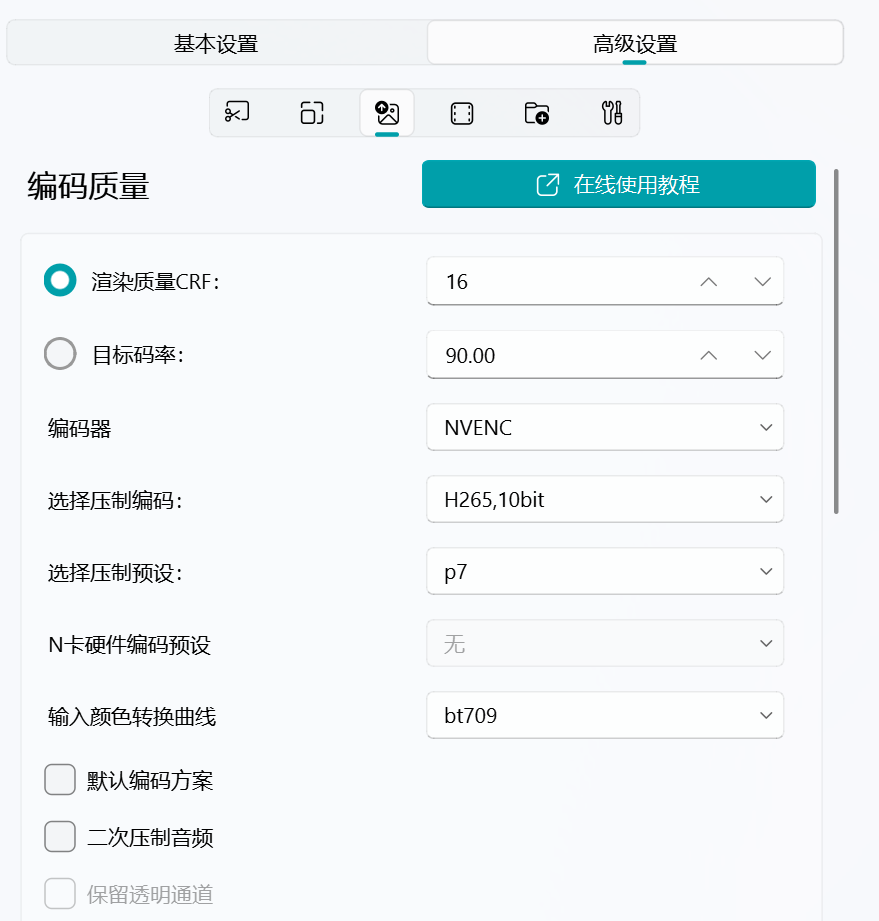 基本设置
高级设置
编码质量
在线使用教程
渲染质量CRF:
16
目标码率:
90.00
编码器
NVENC
选择压制编码:
H265,10bit
选择压制预设:
p7
N卡硬件编码预设
无
输入颜色转换曲线
bt709
默认编码方案
二次压制音频
保留透明通道